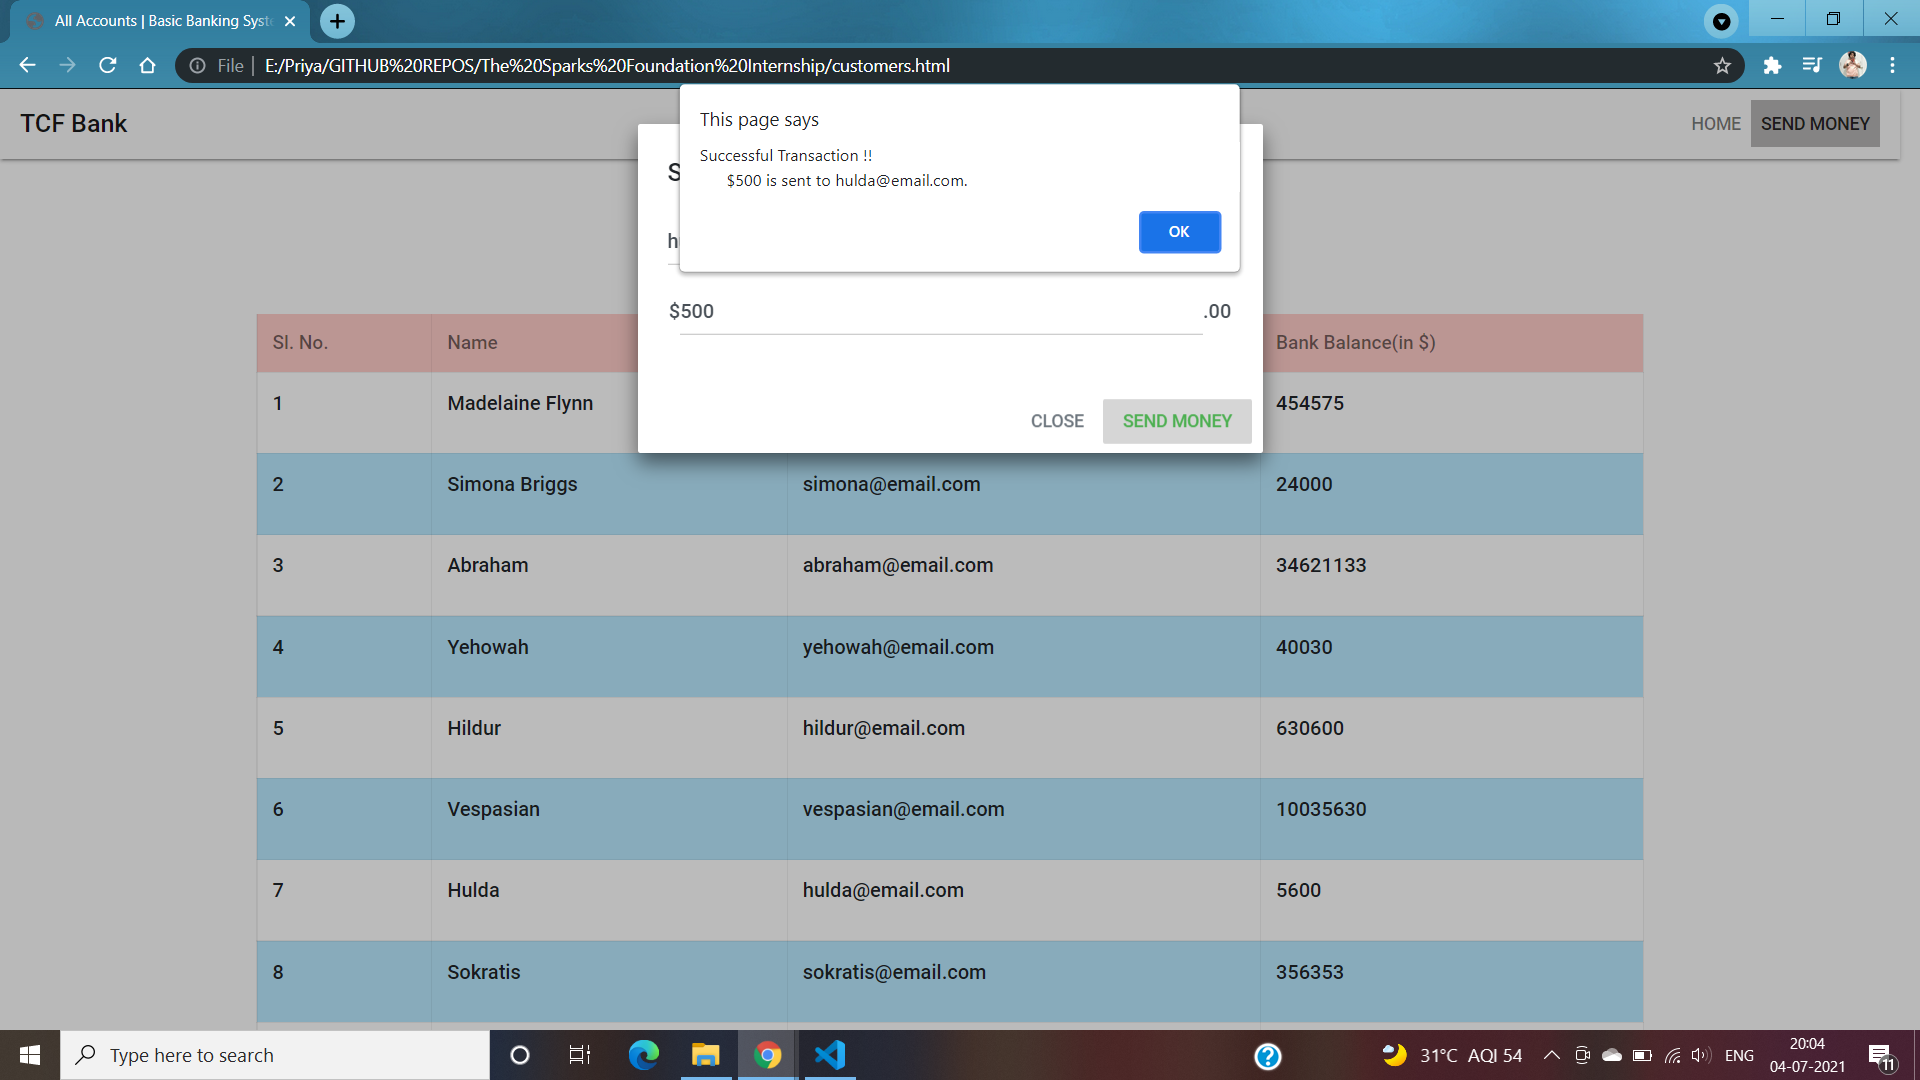 All Accounts | Basic Banking Syste
File
E:/Priya/GITHUB%20REPOS/The%20Sparks%20Foundation%20Internship/customers.html
TCF Bank
HOME
SEND MONEY
This page says
Successful Transaction !!
$500 is sent to hulda@email.com.
OK
S
h
$500
.00
CLOSE
SEND MONEY
Sl. No. Name Bank Balance(in $)
1 Madelaine Flynn 454575
2 Simona Briggs simona@email.com 24000
3 Abraham abraham@email.com 34621133
4 Yehowah yehowah@email.com 40030
5 Hildur hildur@email.com 630600
6 Vespasian vespasian@email.com 10035630
7 Hulda hulda@email.com 5600
8 Sokratis sokratis@email.com 356353
Type here to search
31°C AQI 54
ENG
20:04
04-07-2021
11